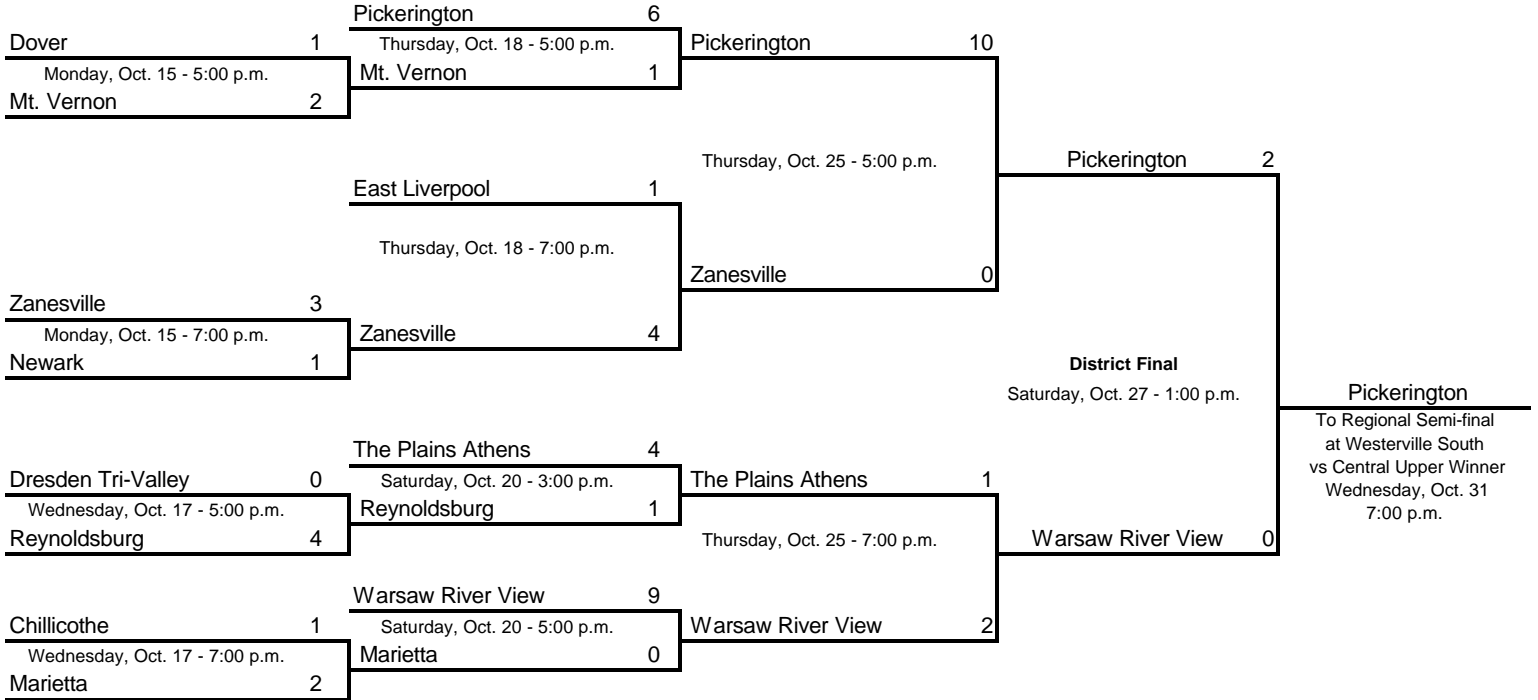 Pickerington 6
Dover 1
Thursday, Oct. 18 - 5:00 p.m.
Pickerington 10
Monday, Oct. 15 - 5:00 p.m.
Mt. Vernon 1
Mt. Vernon 2
Thursday, Oct. 25 - 5:00 p.m.
Pickerington 2
East Liverpool 1
Thursday, Oct. 18 - 7:00 p.m.
Zanesville 0
Zanesville 3
Monday, Oct. 15 - 7:00 p.m.
Zanesville 4
Newark 1
District Final
Saturday, Oct. 27 - 1:00 p.m.
Pickerington
To Regional Semi-final
at Westerville South
vs Central Upper Winner
Wednesday, Oct. 31
7:00 p.m.
The Plains Athens 4
Dresden Tri-Valley 0
Saturday, Oct. 20 - 3:00 p.m.
The Plains Athens 1
Wednesday, Oct. 17 - 5:00 p.m.
Reynoldsburg 1
Reynoldsburg 4
Thursday, Oct. 25 - 7:00 p.m.
Warsaw River View 0
Warsaw River View 9
Chillicothe 1
Saturday, Oct. 20 - 5:00 p.m.
Warsaw River View 2
Wednesday, Oct. 17 - 7:00 p.m.
Marietta 0
Marietta 2